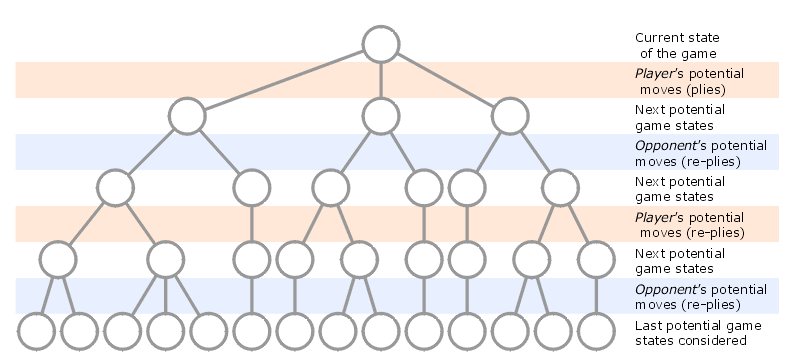 Current state
of the game
Player's potential
moves (plies)
Next potential
game states
Opponent's potential
moves (re-plies)
Next potential
game states
Player's potential
moves (re-plies)
Next potential
game states
Opponent's potential
moves (re-plies)
Last potential game
states considered